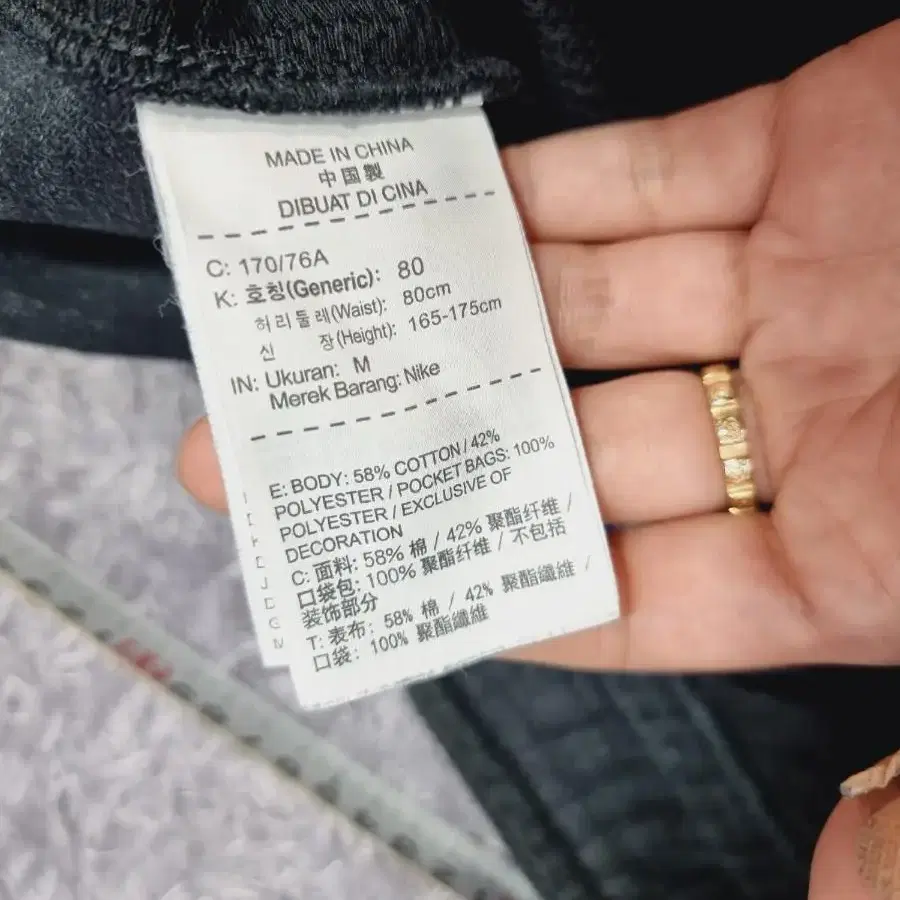 MADE IN CHINA
中国製
DIBUAT DI CINA
C: 170/76A
K: 호칭(Generic): 80
허리둘레(Waist): 80cm
신 장(Height): 165-175cm
IN: Ukuran: M
Merek Barang: Nike
E: BODY: 58% COTTON / 42%
POLYESTER / POCKET BAGS: 100%
POLYESTER / EXCLUSIVE OF
DECORATION
C: 面料: 58% 棉 / 42% 聚酯纤维 /
口袋包: 100% 聚酯纤维 / 不包括
装饰部分
T: 表布: 58% 棉 / 42% 聚酯纖維 /
口袋: 100% 聚酯纖維